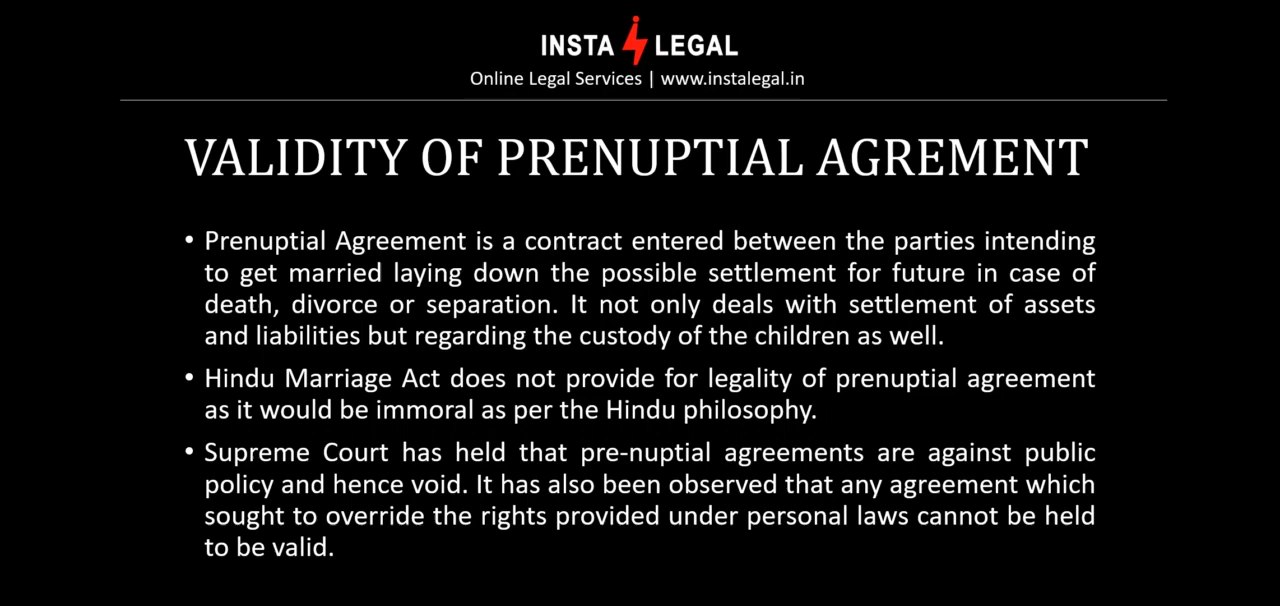 INSTA LEGAL
Online Legal Services | www.instalegal.in
VALIDITY OF PRENUPTIAL AGREMENT
• Prenuptial Agreement is a contract entered between the parties intending
to get married laying down the possible settlement for future in case of
death, divorce or separation. It not only deals with settlement of assets
and liabilities but regarding the custody of the children as well.
• Hindu Marriage Act does not provide for legality of prenuptial agreement
as it would be immoral as per the Hindu philosophy.
• Supreme Court has held that pre-nuptial agreements are against public
policy and hence void. It has also been observed that any agreement which
sought to override the rights provided under personal laws cannot be held
to be valid.